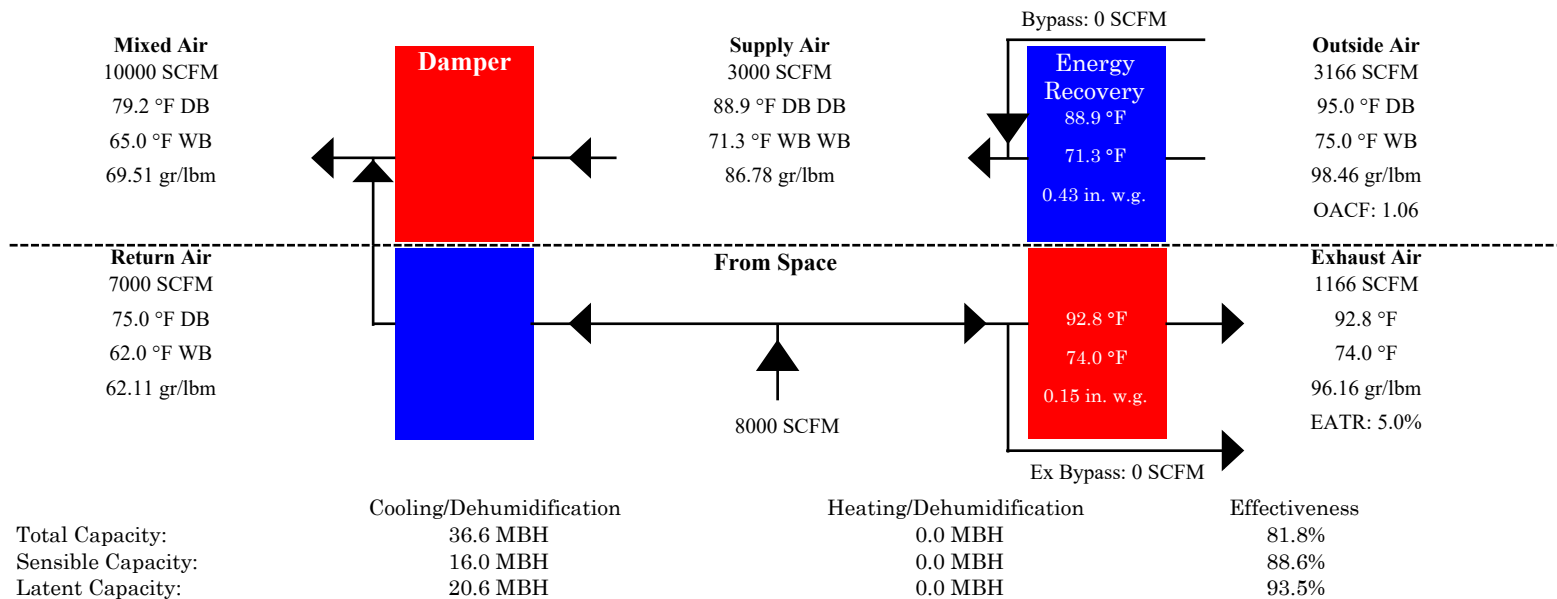 Bypass: 0 SCFM
Mixed Air
10000 SCFM
79.2 °F DB
65.0 °F WB
69.51 gr/lbm
Damper
Supply Air
3000 SCFM
88.9 °F DB DB
71.3 °F WB WB
86.78 gr/lbm
Energy
Recovery
88.9 °F
71.3 °F
0.43 in. w.g.
Outside Air
3166 SCFM
95.0 °F DB
75.0 °F WB
98.46 gr/lbm
OACF: 1.06
Return Air
7000 SCFM
75.0 °F DB
62.0 °F WB
62.11 gr/lbm
From Space
8000 SCFM
92.8 °F
74.0 °F
0.15 in. w.g.
Exhaust Air
1166 SCFM
92.8 °F
74.0 °F
96.16 gr/lbm
EATR: 5.0%
Ex Bypass: 0 SCFM
Cooling/Dehumidification Heating/Dehumidification Effectiveness
Total Capacity: 36.6 MBH 0.0 MBH 81.8%
Sensible Capacity: 16.0 MBH 0.0 MBH 88.6%
Latent Capacity: 20.6 MBH 0.0 MBH 93.5%